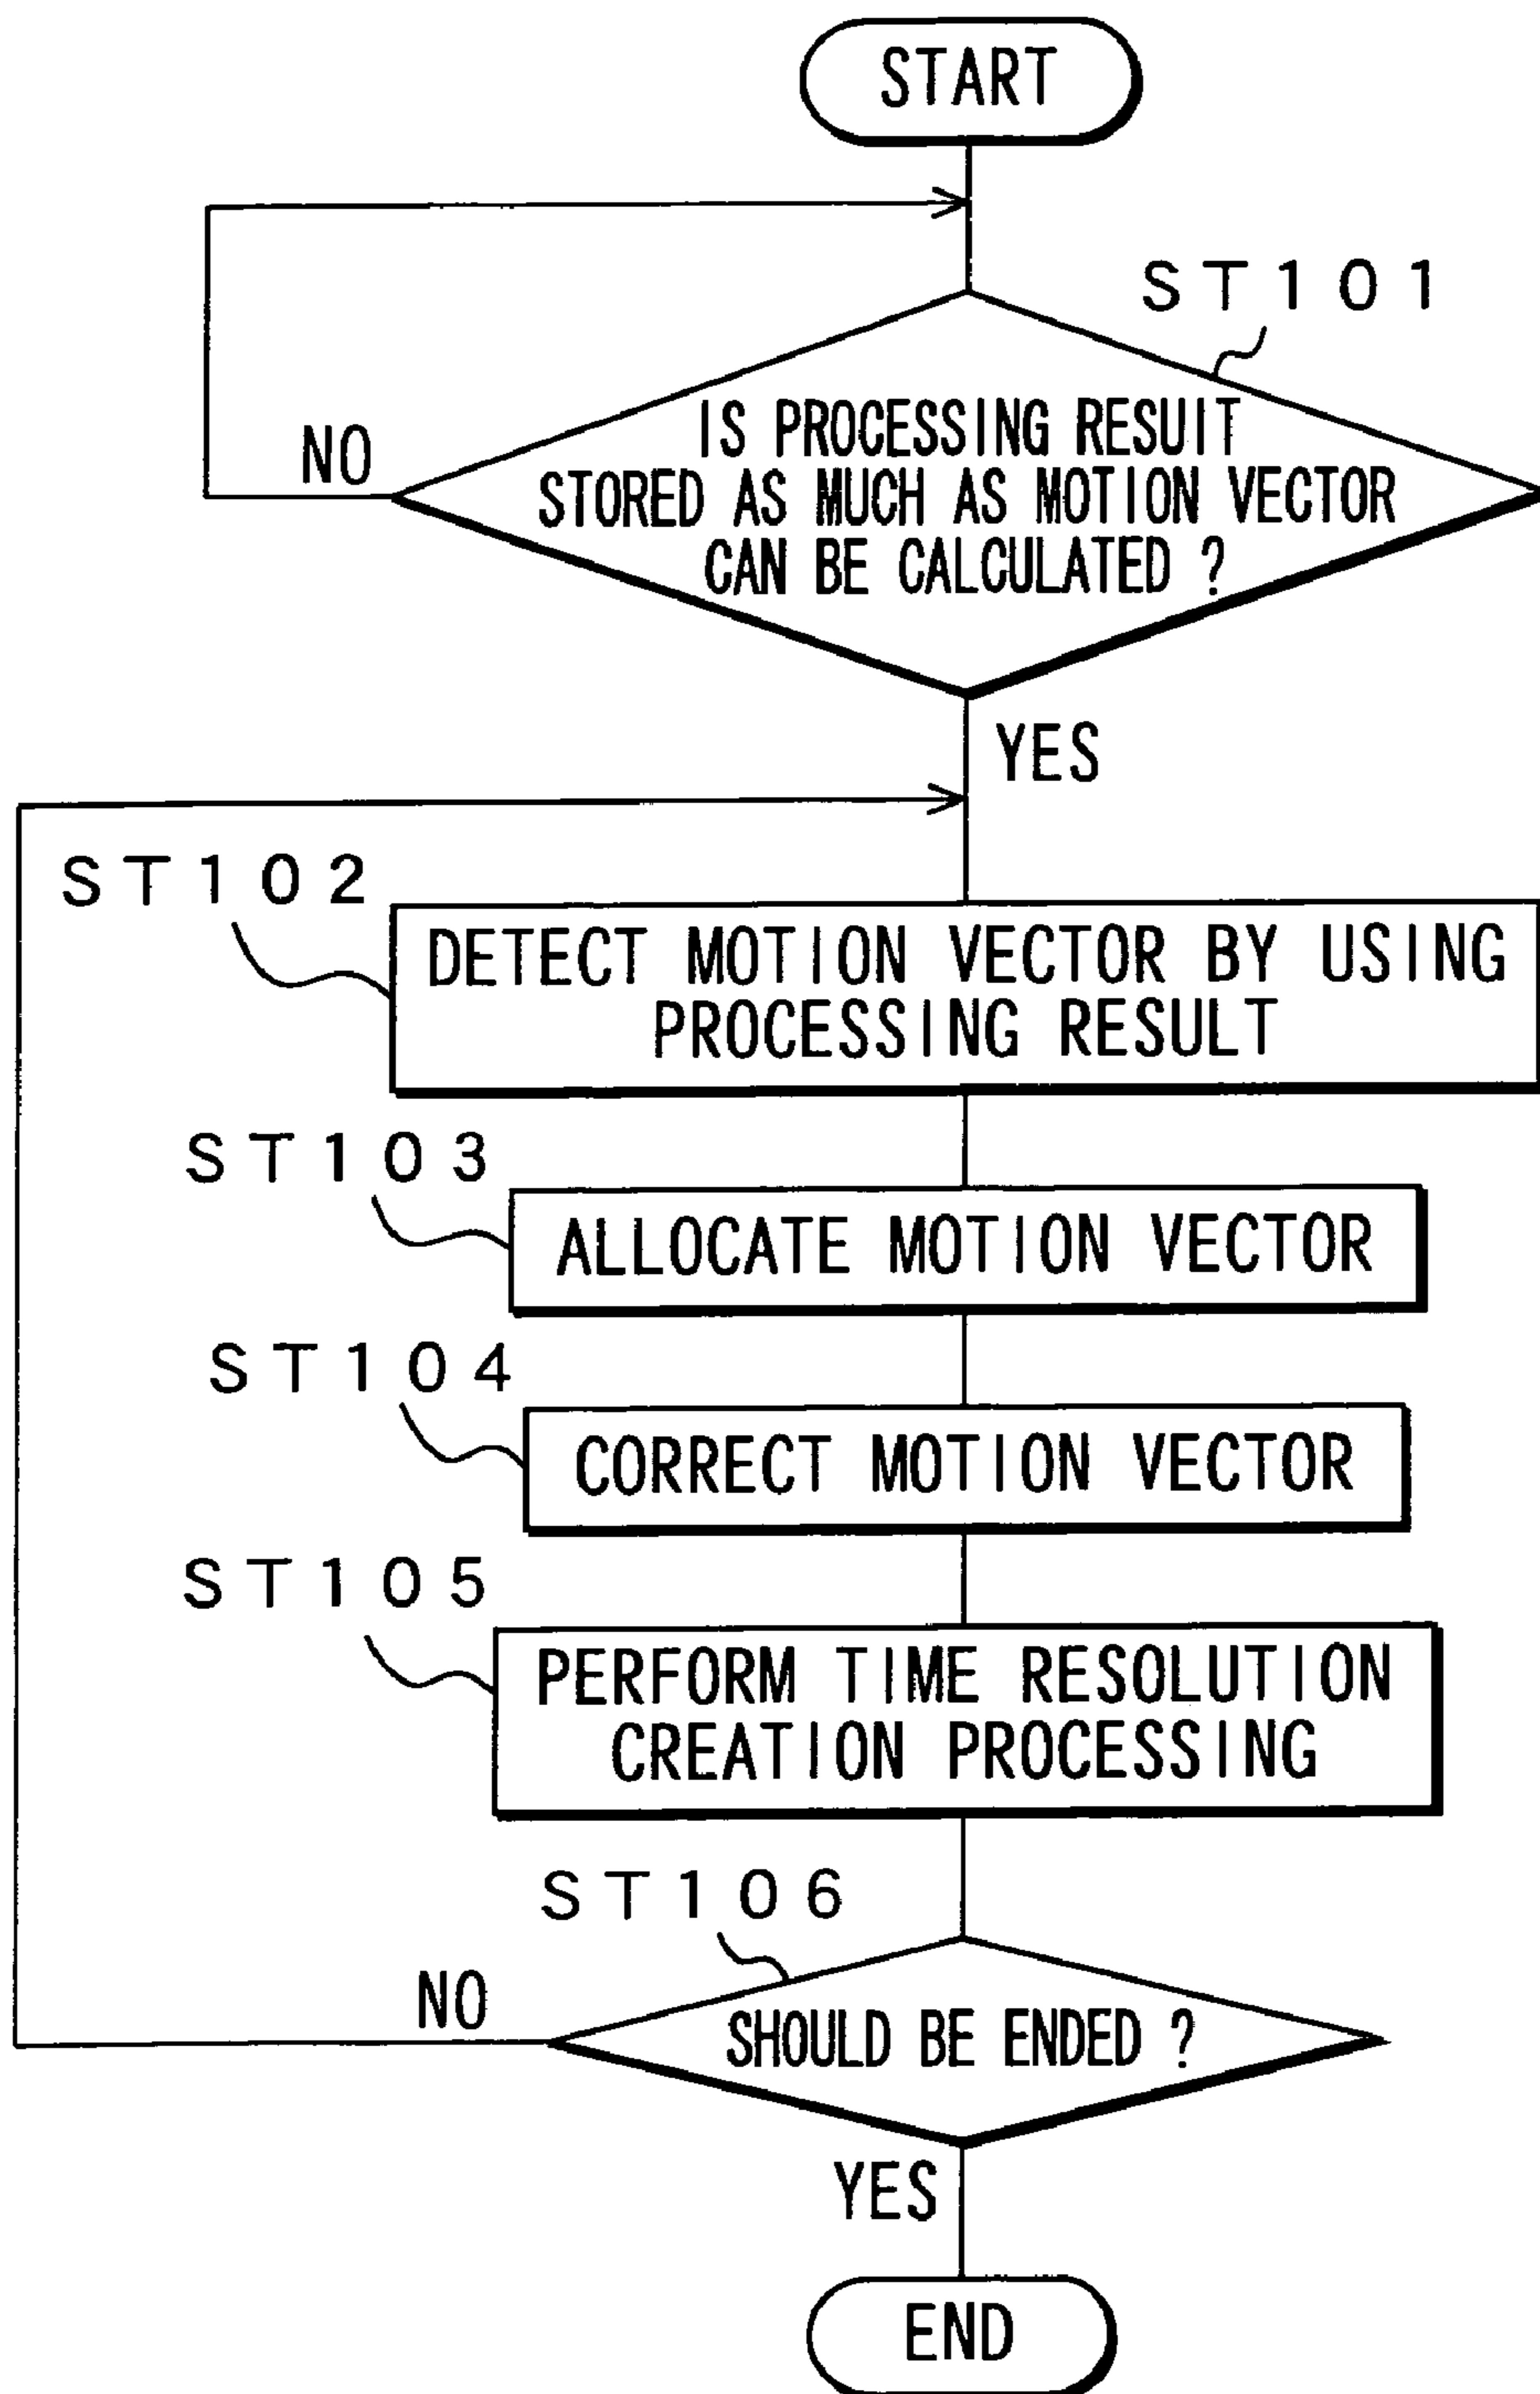 START
ST101
IS PROCESSING RESUIT
STORED AS MUCH AS MOTION VECTOR
CAN BE CALCULATED ?
NO
YES
ST102
DETECT MOTION VECTOR BY USING
PROCESSING RESULT
ST103
ALLOCATE MOTION VECTOR
ST104
CORRECT MOTION VECTOR
ST105
PERFORM TIME RESOLUTION
CREATION PROCESSING
ST106
NO
SHOULD BE ENDED ?
YES
END